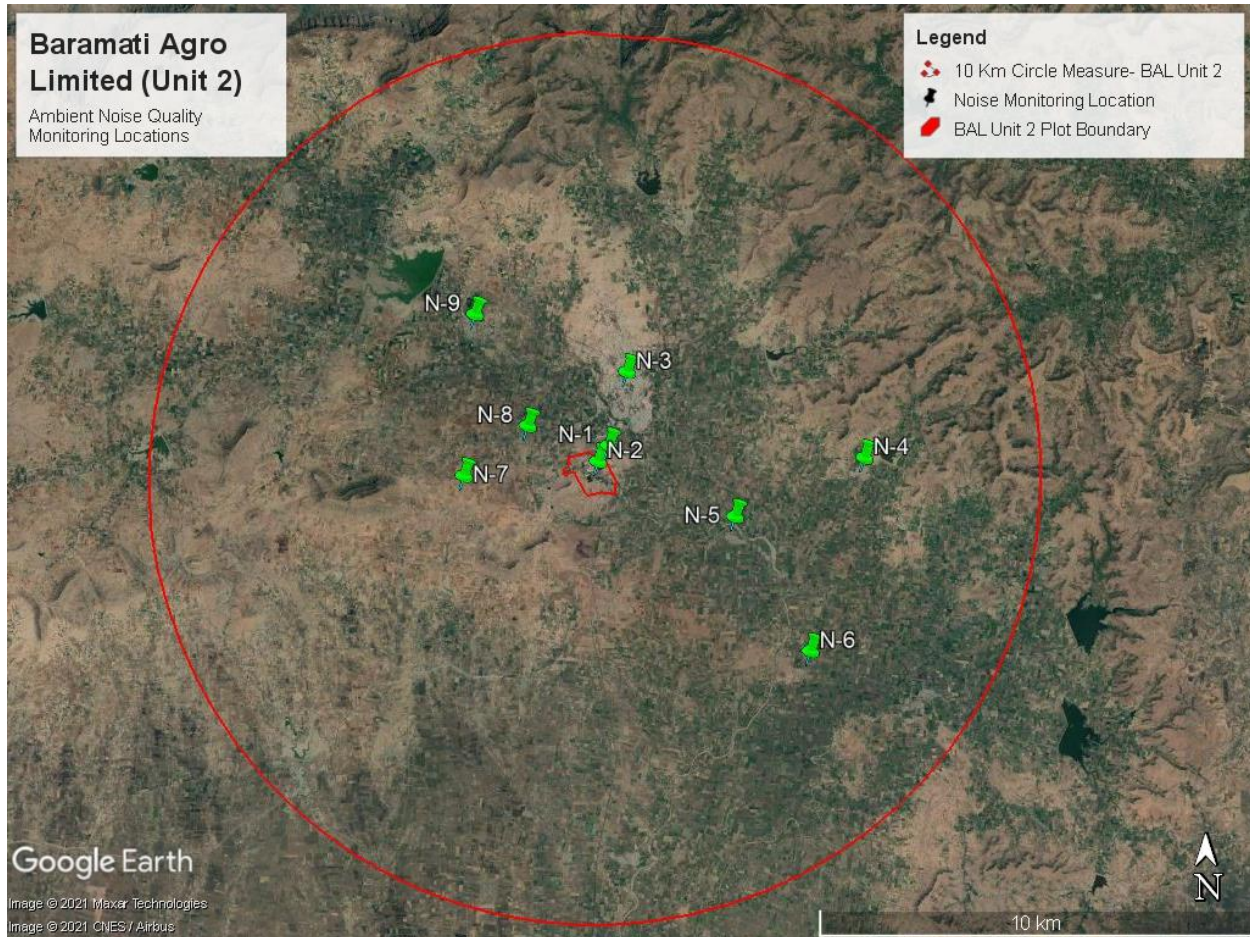 Baramati Agro
Limited (Unit 2)
Ambient Noise Quality
Monitoring Locations
Legend
10 Km Circle Measure- BAL Unit 2
Noise Monitoring Location
BAL Unit 2 Plot Boundary
N-9
N-3
N-8
N-1
N-2
N-4
N-7
N-5
N-6
Google Earth
Image © 2021 Maxar Technologies
Image © 2021 CNES / Airbus
N
10 km